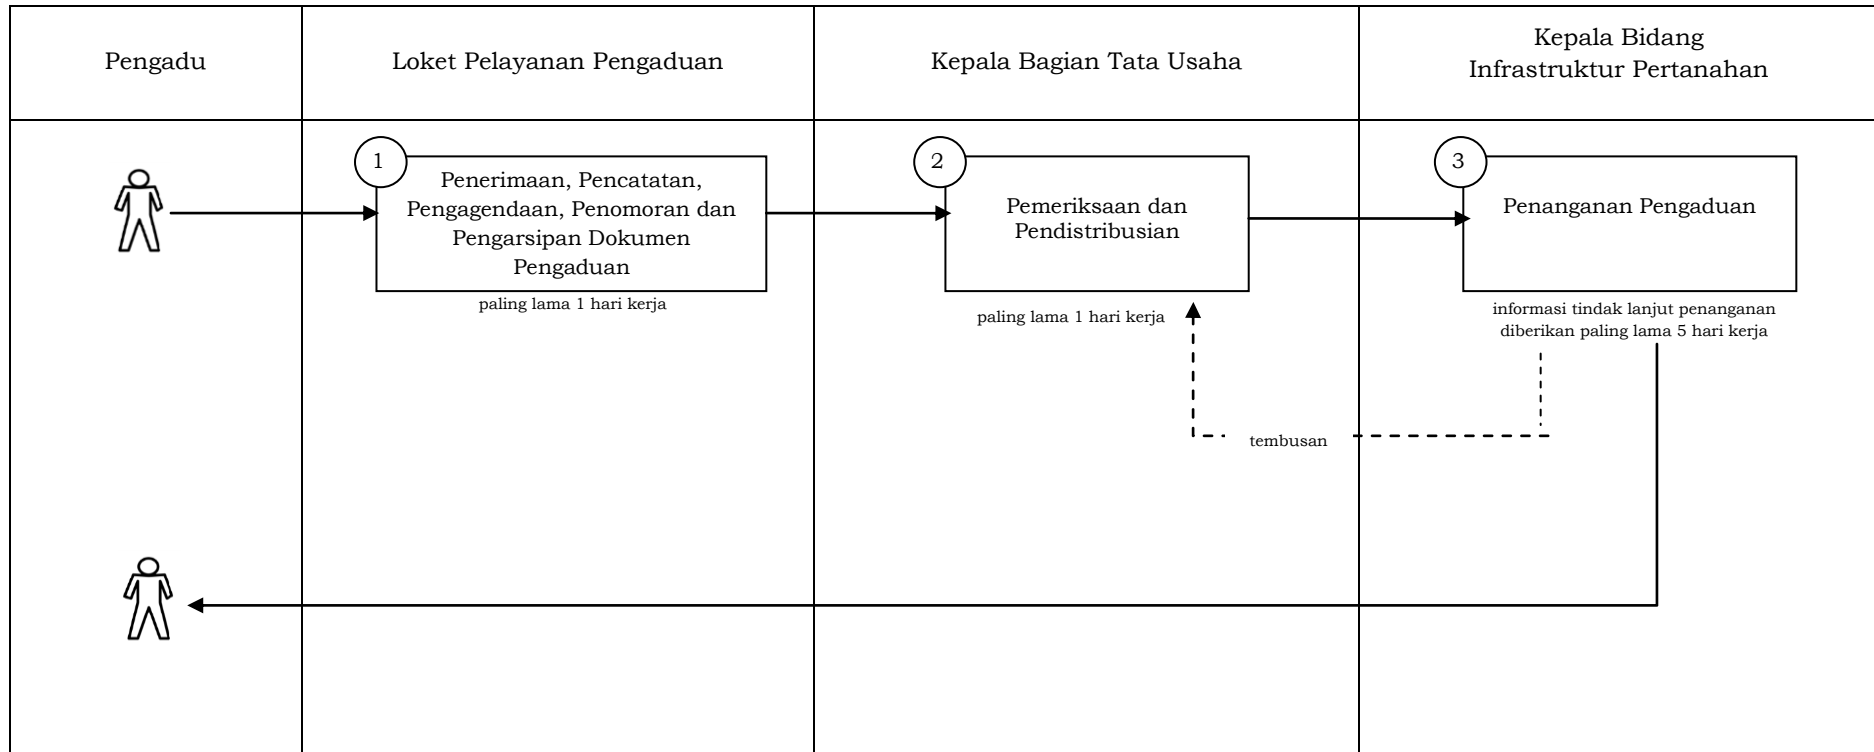 Pengadu
Loket Pelayanan Pengaduan
Kepala Bagian Tata Usaha
Kepala Bidang
Infrastruktur Pertanahan
1
Penerimaan, Pencatatan,
Pengagendaan, Penomoran dan
Pengarsipan Dokumen
Pengaduan
paling lama 1 hari kerja
2
Pemeriksaan dan
Pendistribusian
paling lama 1 hari kerja
3
Penanganan Pengaduan
informasi tindak lanjut penanganan
diberikan paling lama 5 hari kerja
tembusan